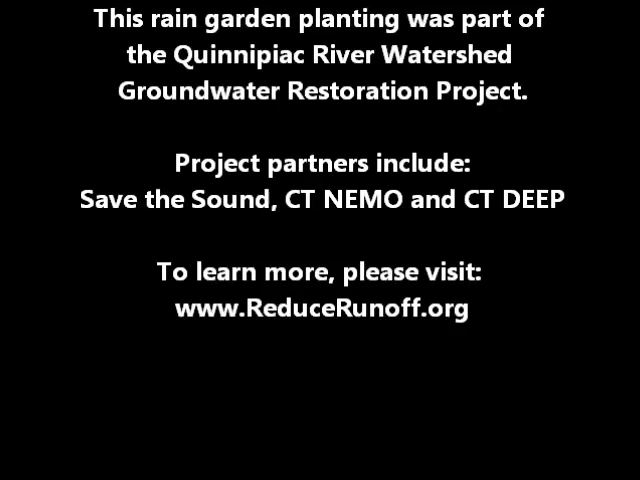 This rain garden planting was part of
the Quinnipiac River Watershed
Groundwater Restoration Project.
Project partners include:
Save the Sound, CT NEMO and CT DEEP
To learn more, please visit:
www.ReduceRunoff.org